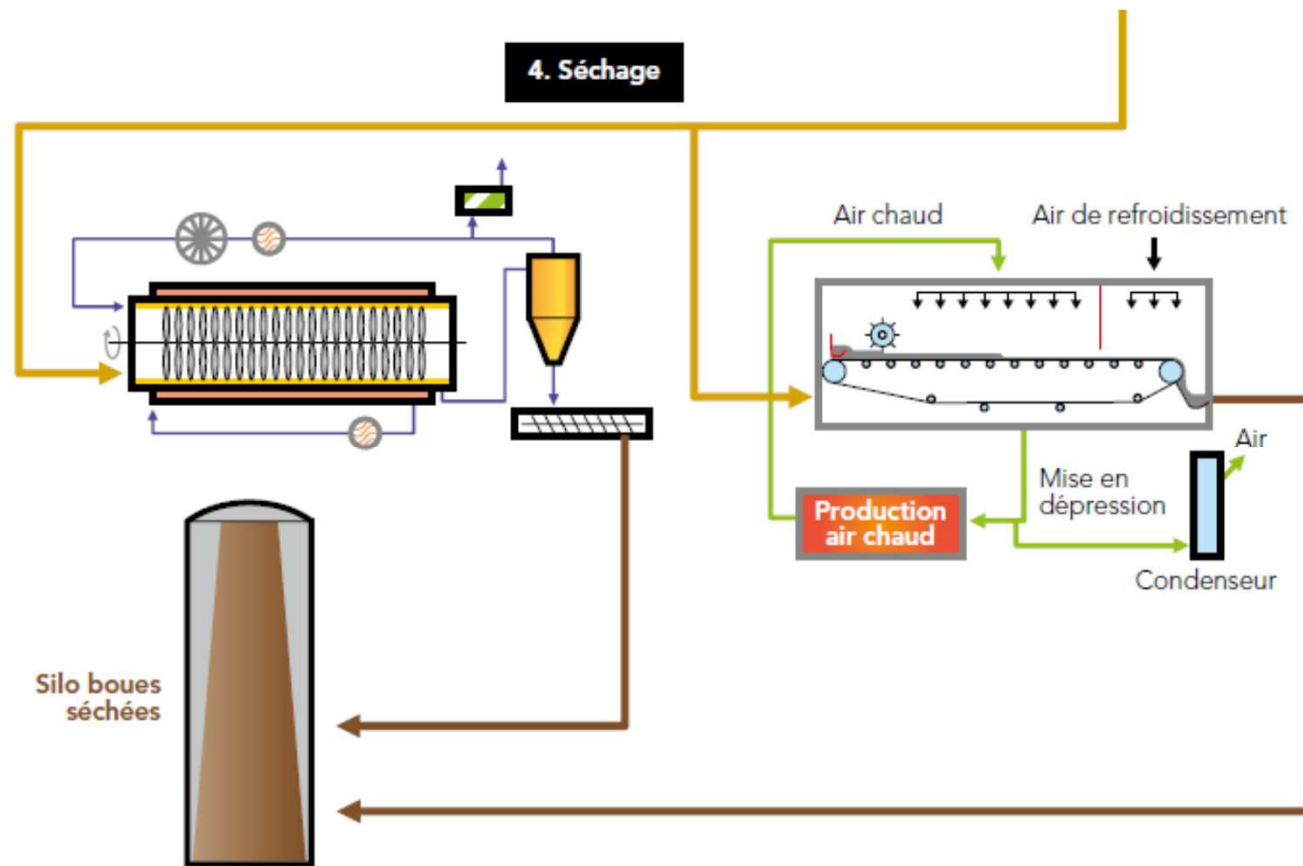 4. Séchage
Air chaud
Air de refroidissement
Production
air chaud
Mise en
dépression
Air
Condenseur
Silo boues
séchées